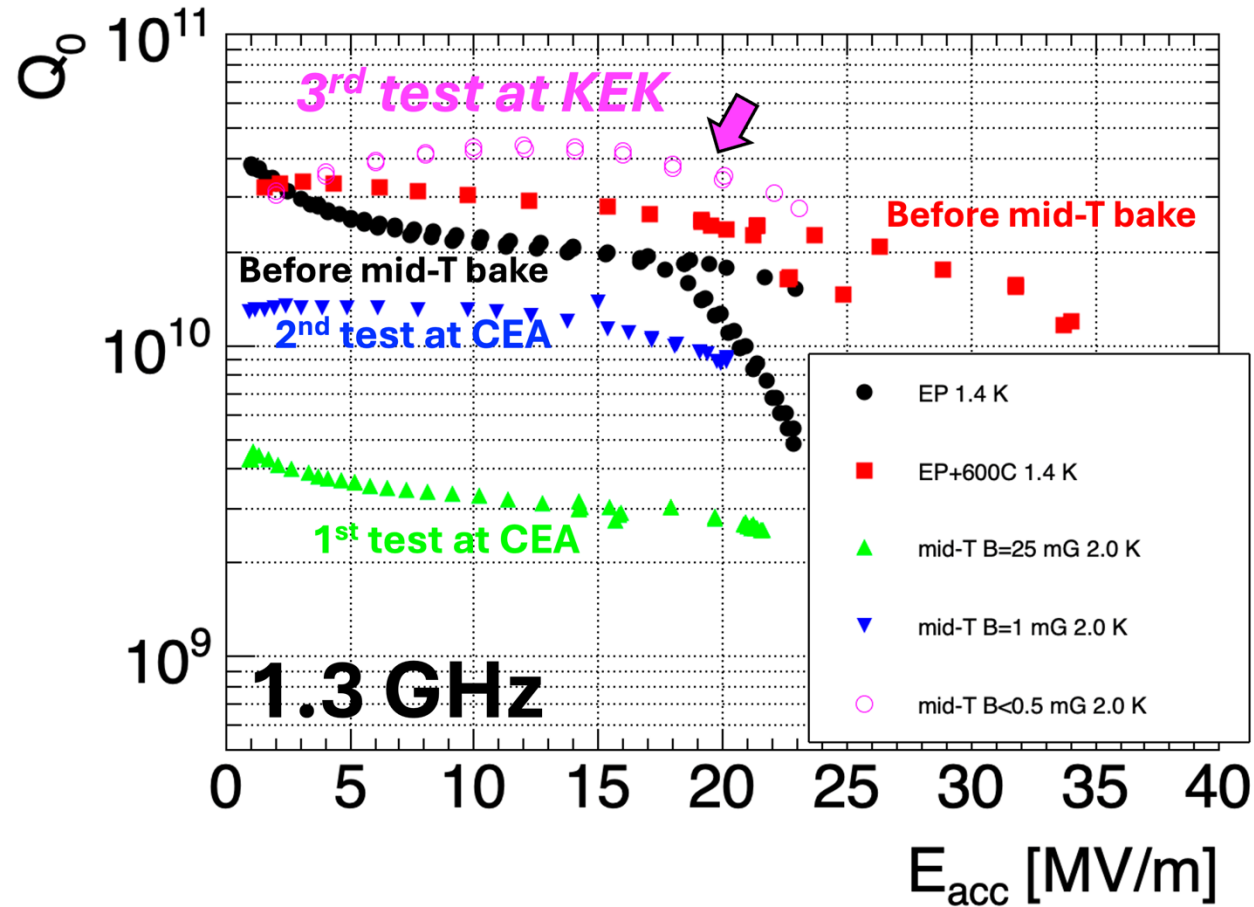 Q0
10^11
10^10
10^9
3rd test at KEK
Before mid-T bake
Before mid-T bake
2nd test at CEA
1st test at CEA
1.3 GHz
EP 1.4 K
EP+600C 1.4 K
mid-T B=25 mG 2.0 K
mid-T B=1 mG 2.0 K
mid-T B<0.5 mG 2.0 K
0 5 10 15 20 25 30 35 40
Eacc [MV/m]